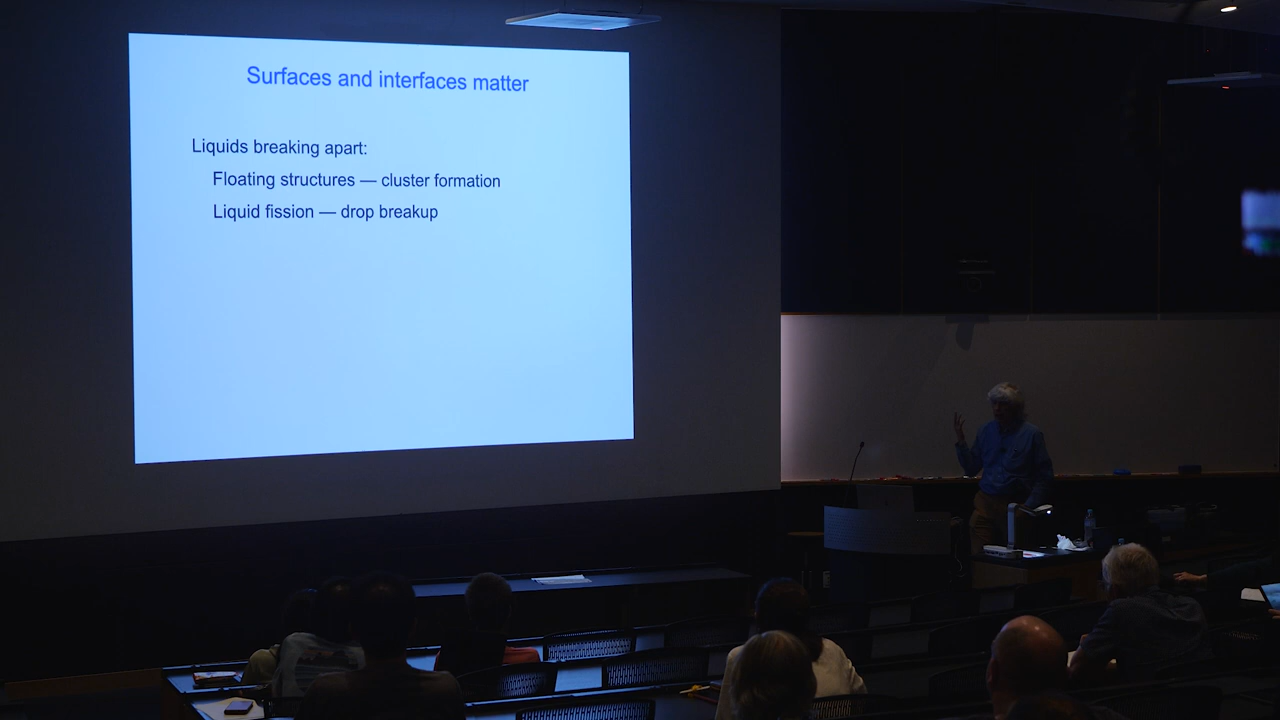 Surfaces and interfaces matter
Liquids breaking apart:
Floating structures — cluster formation
Liquid fission — drop breakup